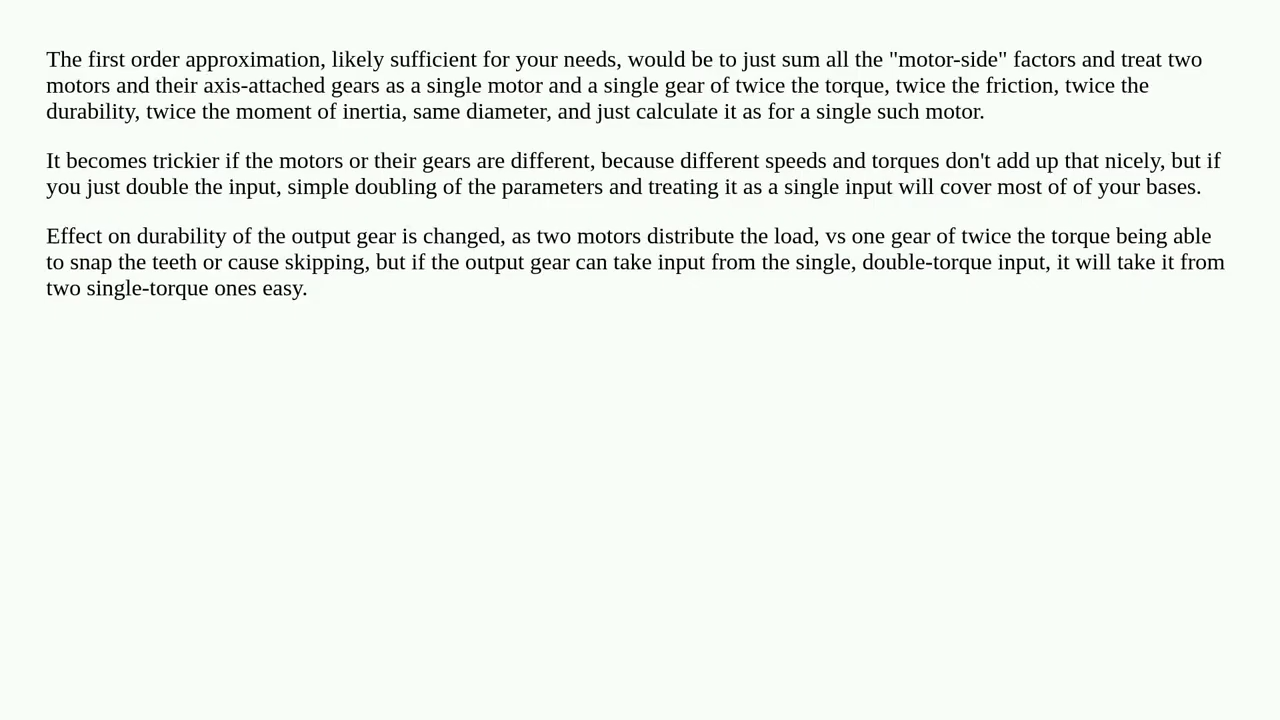 The first order approximation, likely sufficient for your needs, would be to just sum all the "motor-side" factors and treat two
motors and their axis-attached gears as a single motor and a single gear of twice the torque, twice the friction, twice the
durability, twice the moment of inertia, same diameter, and just calculate it as for a single such motor.
It becomes trickier if the motors or their gears are different, because different speeds and torques don't add up that nicely, but if
you just double the input, simple doubling of the parameters and treating it as a single input will cover most of of your bases.
Effect on durability of the output gear is changed, as two motors distribute the load, vs one gear of twice the torque being able
to snap the teeth or cause skipping, but if the output gear can take input from the single, double-torque input, it will take it from
two single-torque ones easy.